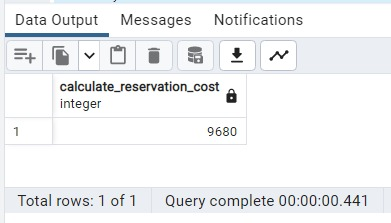 Data Output Messages Notifications
calculate_reservation_cost
integer
1 9680
Total rows: 1 of 1 Query complete 00:00:00.441